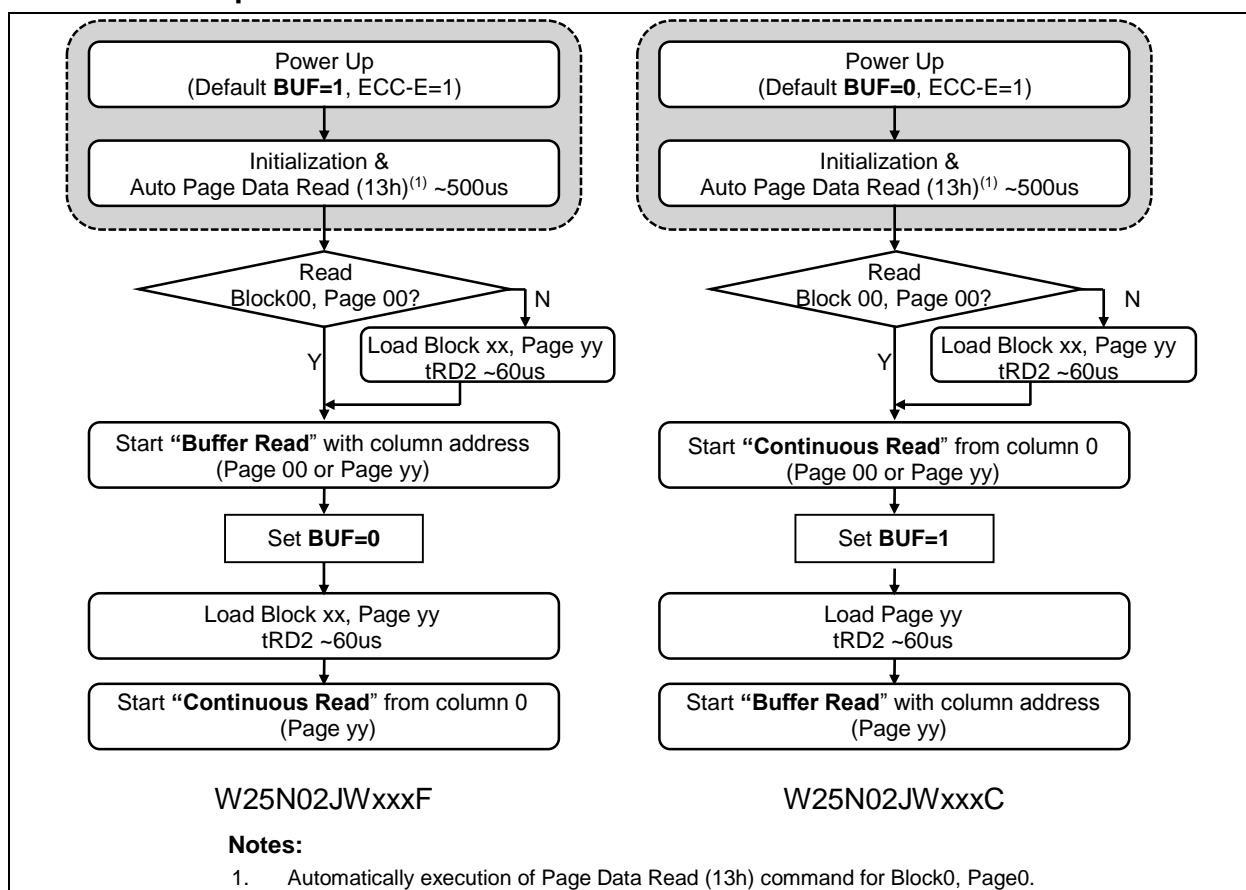 Power Up
(Default BUF=1, ECC-E=1)
Initialization &
Auto Page Data Read (13h)(1) ~500us
Read
Block00, Page 00?
N
Y
Load Block xx, Page yy
tRD2 ~60us
Start “Buffer Read” with column address
(Page 00 or Page yy)
Set BUF=0
Load Block xx, Page yy
tRD2 ~60us
Start “Continuous Read” from column 0
(Page yy)
W25N02JWxxxF
Power Up
(Default BUF=0, ECC-E=1)
Initialization &
Auto Page Data Read (13h)(1) ~500us
Read
Block 00, Page 00?
N
Y
Load Block xx, Page yy
tRD2 ~60us
Start “Continuous Read” from column 0
(Page 00 or Page yy)
Set BUF=1
Load Page yy
tRD2 ~60us
Start “Buffer Read” with column address
(Page yy)
W25N02JWxxxC
Notes:
1. Automatically execution of Page Data Read (13h) command for Block0, Page0.